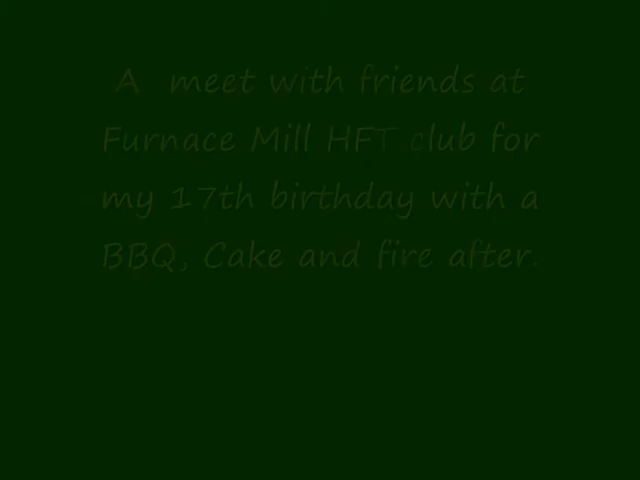 A meet with friends at
Furnace Mill HFT club for
my 17th birthday with a
BBQ, Cake and fire after.